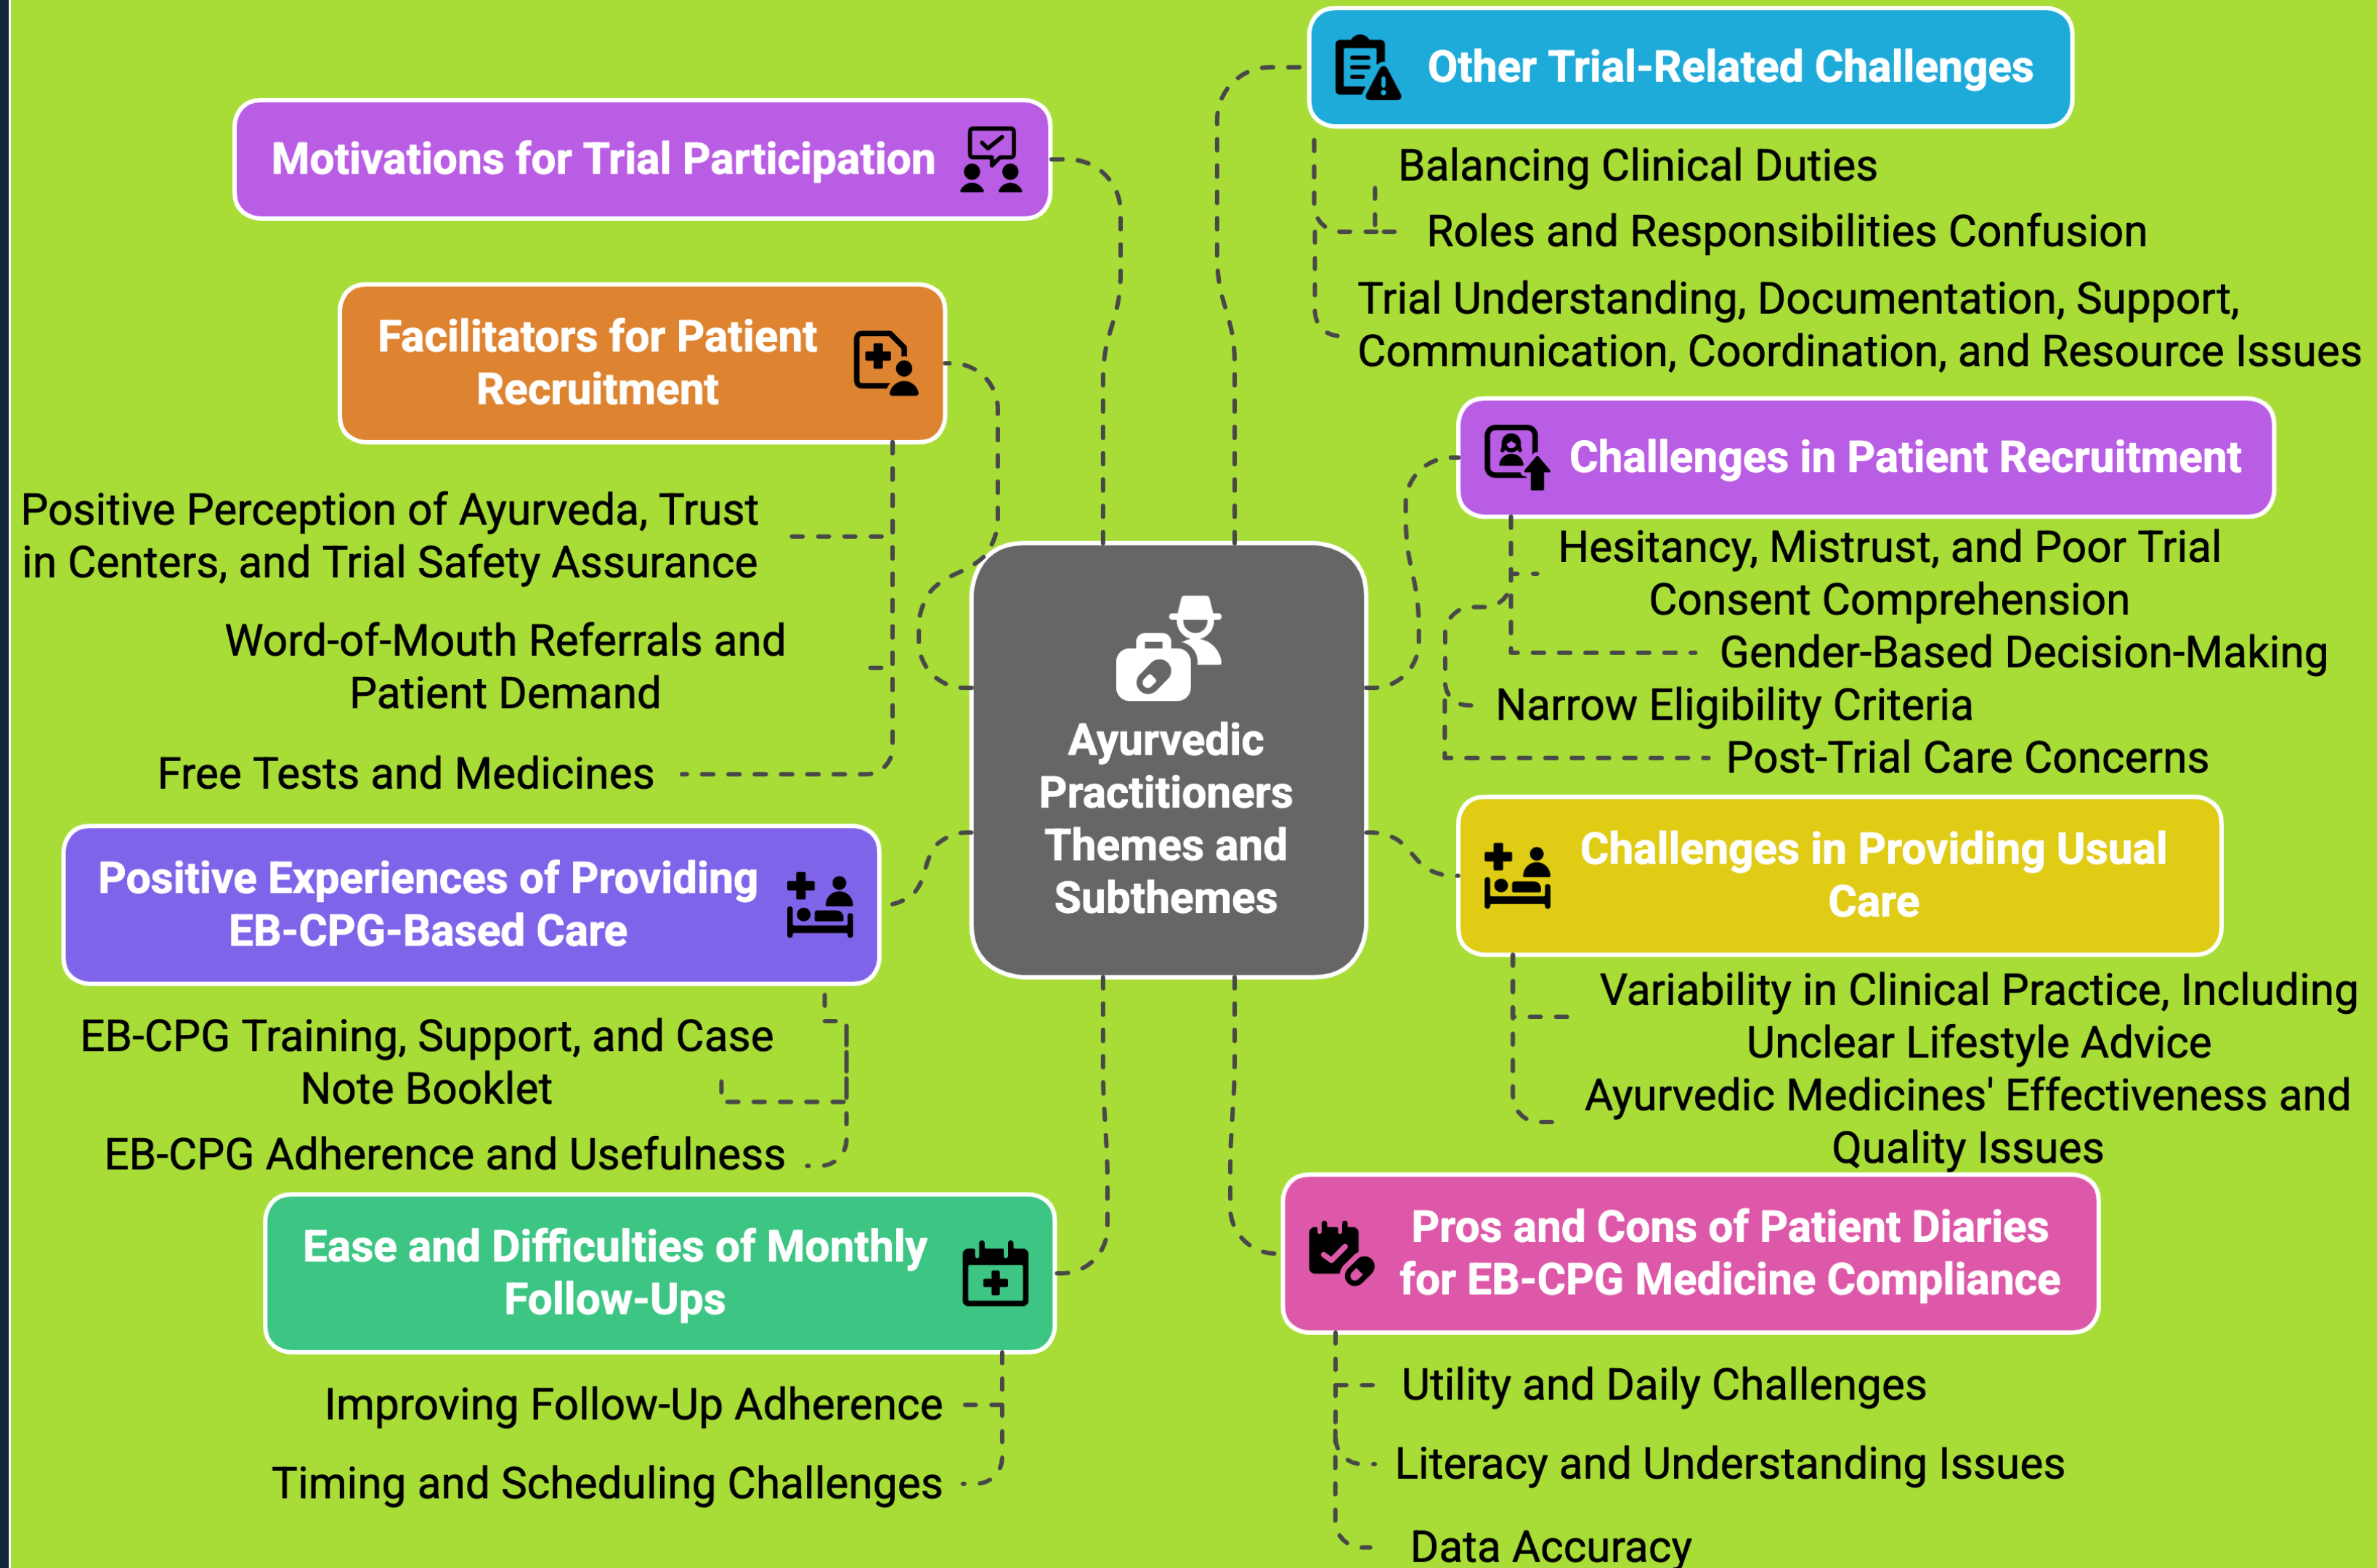 Motivations for Trial Participation
Facilitators for Patient
Recruitment
Positive Perception of Ayurveda, Trust
in Centers, and Trial Safety Assurance
Word-of-Mouth Referrals and
Patient Demand
Free Tests and Medicines
Positive Experiences of Providing
EB-CPG-Based Care
EB-CPG Training, Support, and Case
Note Booklet
EB-CPG Adherence and Usefulness
Ease and Difficulties of Monthly
Follow-Ups
Improving Follow-Up Adherence
Timing and Scheduling Challenges
Ayurvedic
Practitioners
Themes and
Subthemes
Other Trial-Related Challenges
Balancing Clinical Duties
Roles and Responsibilities Confusion
Trial Understanding, Documentation, Support,
Communication, Coordination, and Resource Issues
Challenges in Patient Recruitment
Hesitancy, Mistrust, and Poor Trial
Consent Comprehension
Gender-Based Decision-Making
Narrow Eligibility Criteria
Post-Trial Care Concerns
Challenges in Providing Usual
Care
Variability in Clinical Practice, Including
Unclear Lifestyle Advice
Ayurvedic Medicines' Effectiveness and
Quality Issues
Pros and Cons of Patient Diaries
for EB-CPG Medicine Compliance
Utility and Daily Challenges
Literacy and Understanding Issues
Data Accuracy